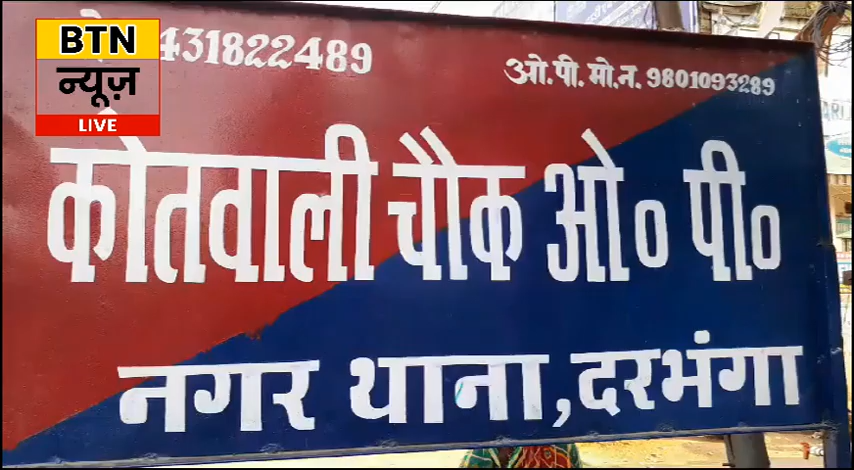 BTN
न्यूज़
LIVE
431822489
ओ.पी. मो.न. 9801093289
कोतवाली चौक ओ० पी०
नगर थाना, दरभंगा